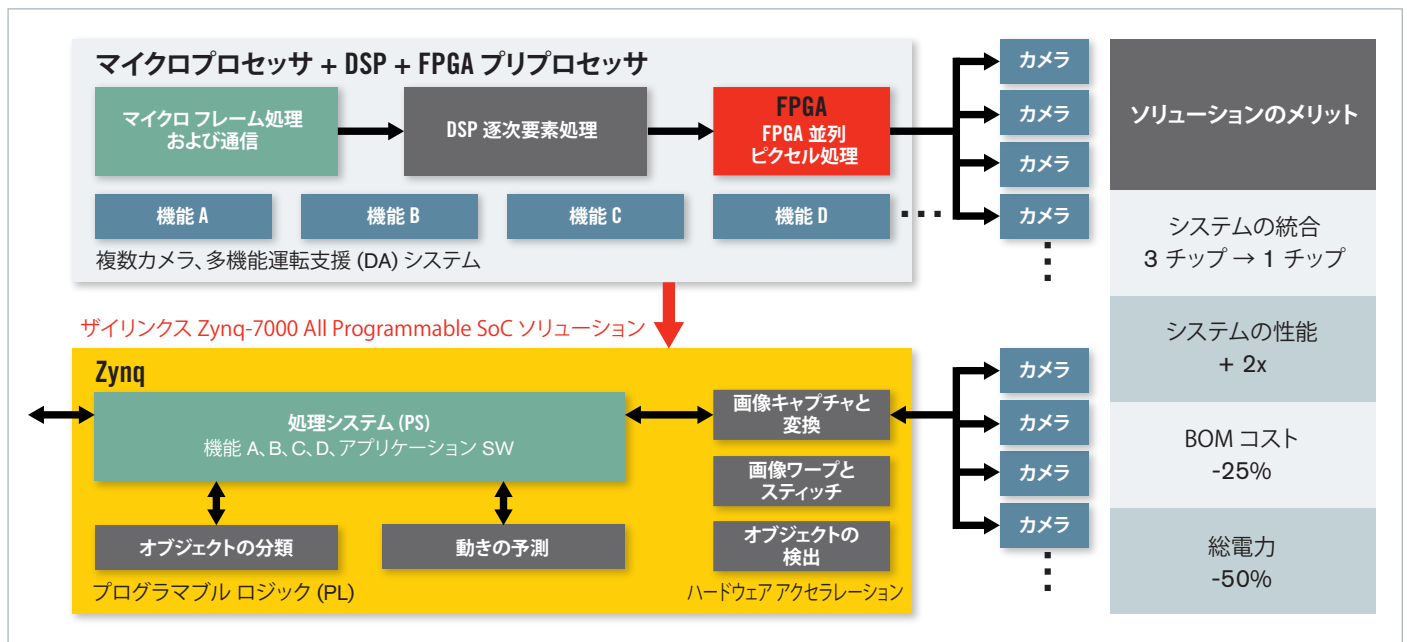 マイクロプロセッサ + DSP + FPGA プリプロセッサ
マイクロ フレーム処理
および通信
DSP 逐次要素処理
FPGA
FPGA 並列
ピクセル処理
機能 A
機能 B
機能 C
機能 D
複数カメラ、多機能運転支援 (DA) システム
カメラ
カメラ
カメラ
カメラ
ザイリンクス Zynq-7000 All Programmable SoC ソリューション
Zynq
処理システム (PS)
機能 A、B、C、D、アプリケーション SW
オブジェクトの分類
動きの予測
プログラマブル ロジック (PL)
画像キャプチャと
変換
画像ワープと
スティッチ
オブジェクトの
検出
ハードウェア アクセラレーション
カメラ
カメラ
カメラ
カメラ
ソリューションのメリット
システムの統合
3 チップ → 1 チップ
システムの性能
+ 2x
BOM コスト
-25%
総電力
-50%